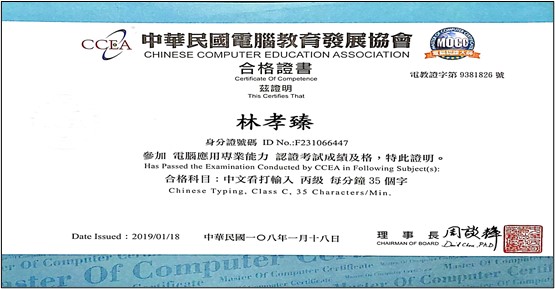 CCEA 中華民國電腦教育發展協會 MOCC
CHINESE COMPUTER EDUCATION ASSOCIATION
合格證書
Certificate Of Competence
電教證字第 9381826 號
茲證明
This Certifies That
林孝臻
身分證號碼 ID No.:F231066447
參加 電腦應用專業能力 認證考試成績及格，特此證明。
Has Passed the Examination Conducted by CCEA in Following Subject(s):
合格科目：中文看打輸入 丙級 每分鐘 35 個字
Chinese Typing, Class C, 35 Characters/Min.
Date Issued：2019/01/18 中華民國一〇八年一月十八日
理事長
CHAIRMAN OF BOARD
Master Of Computer Certificate